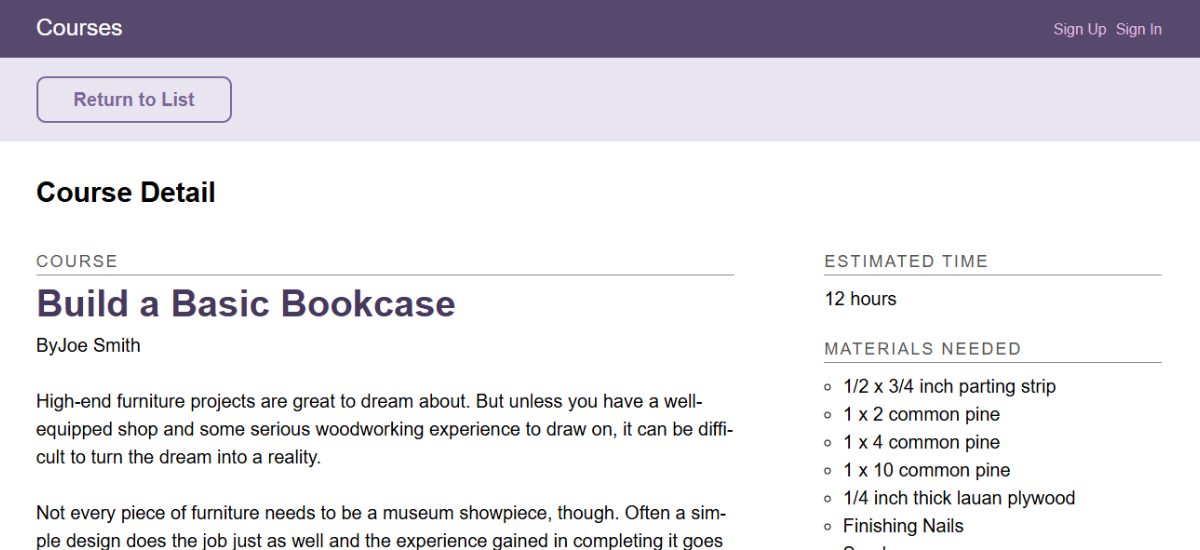 Courses
Sign Up Sign In
Return to List
Course Detail
COURSE
Build a Basic Bookcase
ByJoe Smith
High-end furniture projects are great to dream about. But unless you have a well-
equipped shop and some serious woodworking experience to draw on, it can be diffi-
cult to turn the dream into a reality.
Not every piece of furniture needs to be a museum showpiece, though. Often a sim-
ple design does the job just as well and the experience gained in completing it goes
ESTIMATED TIME
12 hours
MATERIALS NEEDED
1/2 x 3/4 inch parting strip
1 x 2 common pine
1 x 4 common pine
1 x 10 common pine
1/4 inch thick lauan plywood
Finishing Nails